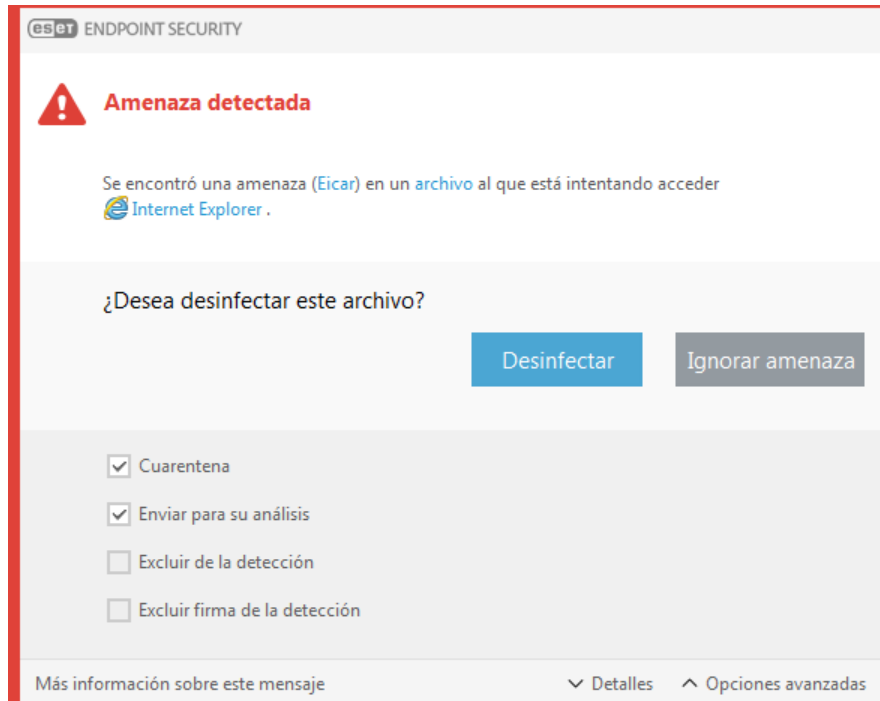 eset ENDPOINT SECURITY
Amenaza detectada
Se encontró una amenaza (Eicar) en un archivo al que está intentando acceder
Internet Explorer .
¿Desea desinfectar este archivo?
Desinfectar Ignorar amenaza
Cuarentena
Enviar para su análisis
Excluir de la detección
Excluir firma de la detección
Más información sobre este mensaje Detalles Opciones avanzadas